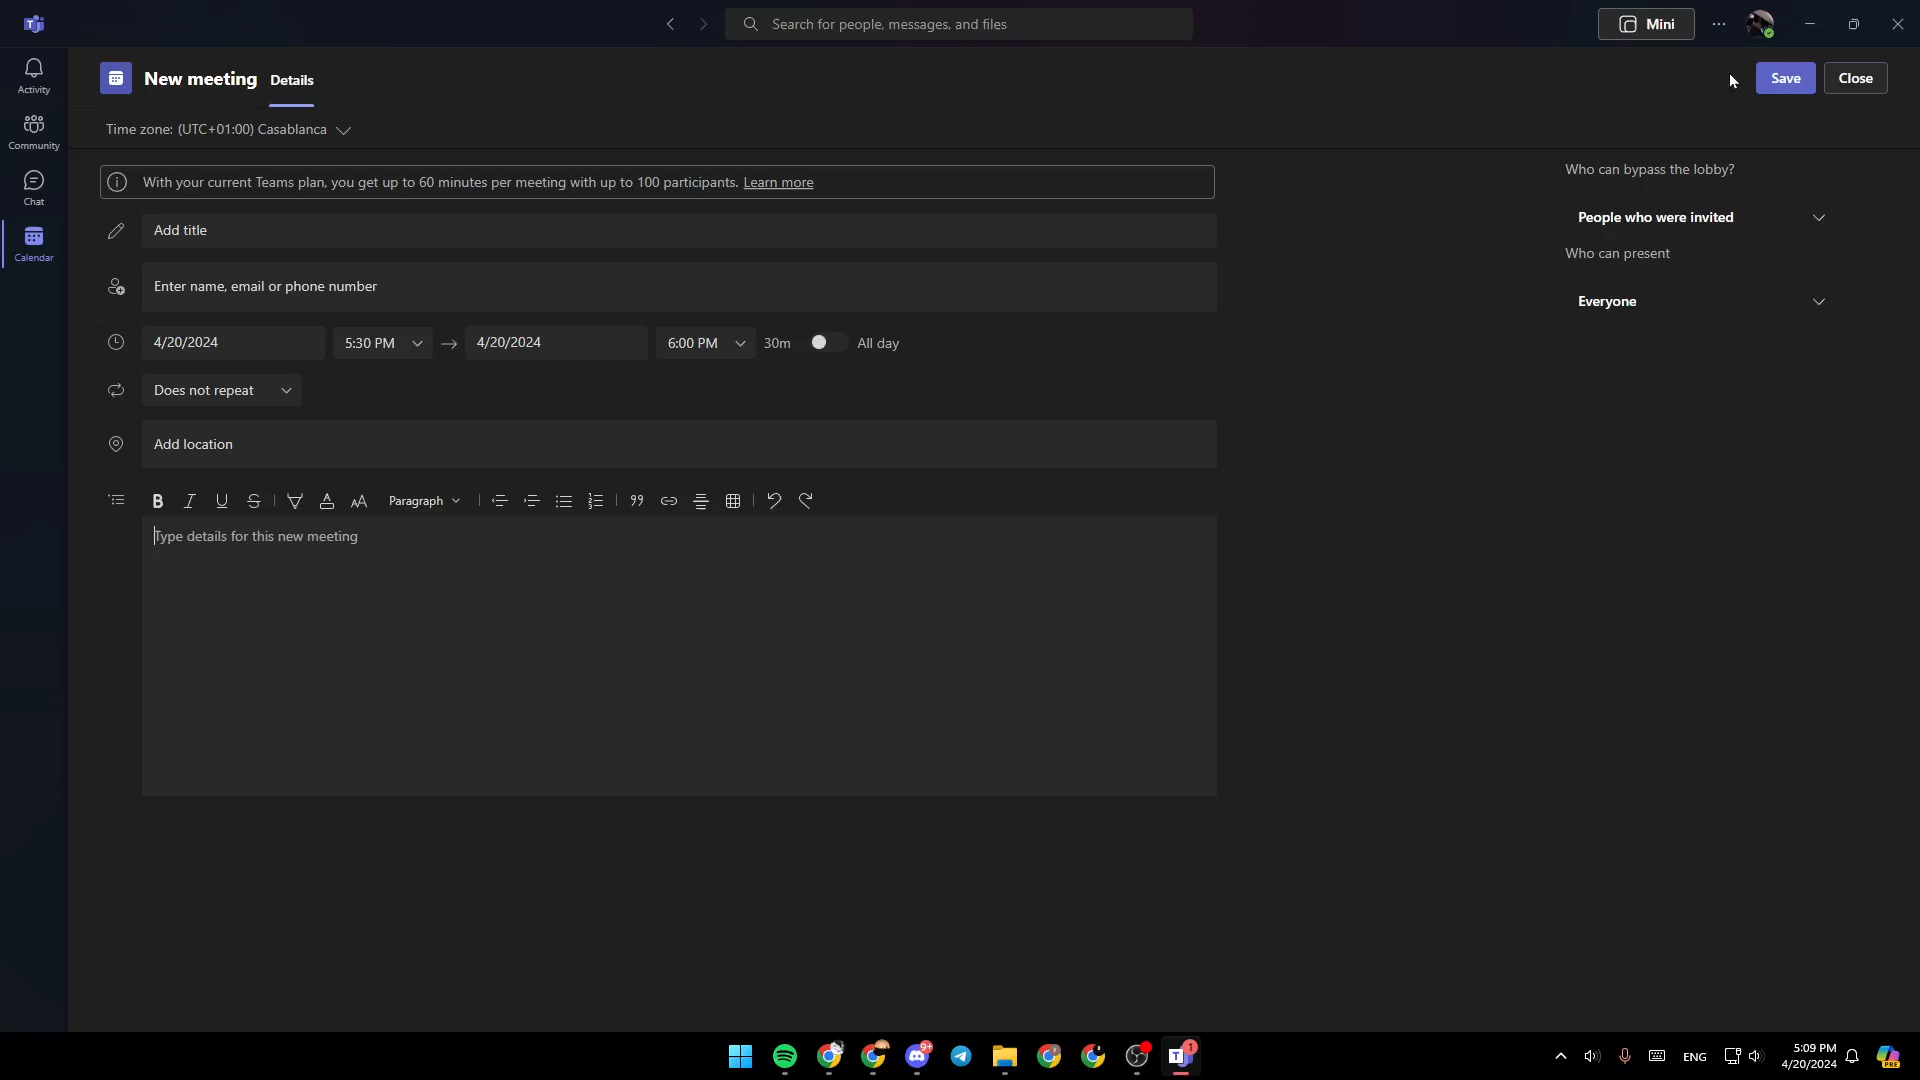 Search for people, messages, and files
Mini
New meeting
Details
Save
Close
Activity
Community
Chat
Calendar
Time zone: (UTC+01:00) Casablanca
With your current Teams plan, you get up to 60 minutes per meeting with up to 100 participants. Learn more
Add title
Enter name, email or phone number
4/20/2024
5:30 PM
4/20/2024
6:00 PM
30m
All day
Does not repeat
Add location
Paragraph
Type details for this new meeting
Who can bypass the lobby?
People who were invited
Who can present
Everyone
9+
1
ENG
5:09 PM
4/20/2024
PRE